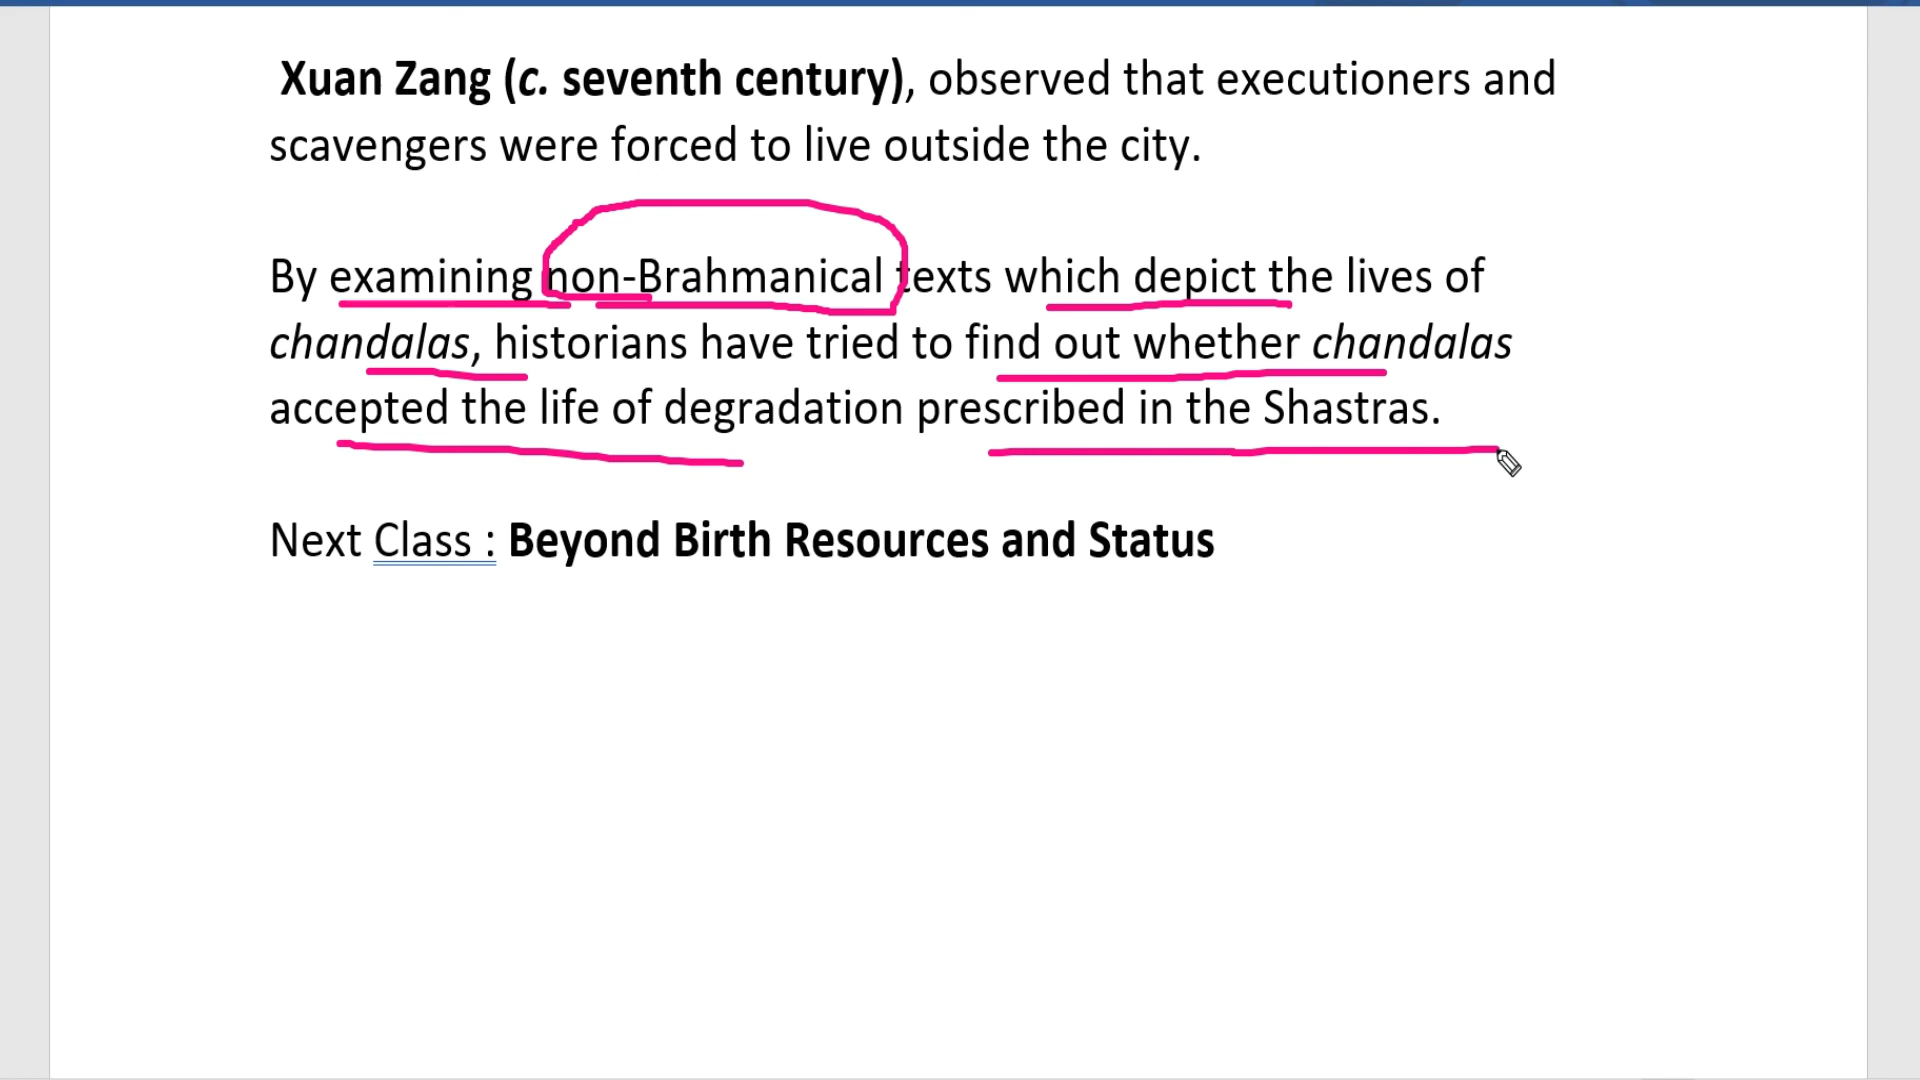 Xuan Zang (c. seventh century), observed that executioners and
scavengers were forced to live outside the city.
By examining non-Brahmanical texts which depict the lives of
chandalas, historians have tried to find out whether chandalas
accepted the life of degradation prescribed in the Shastras.
Next Class : Beyond Birth Resources and Status